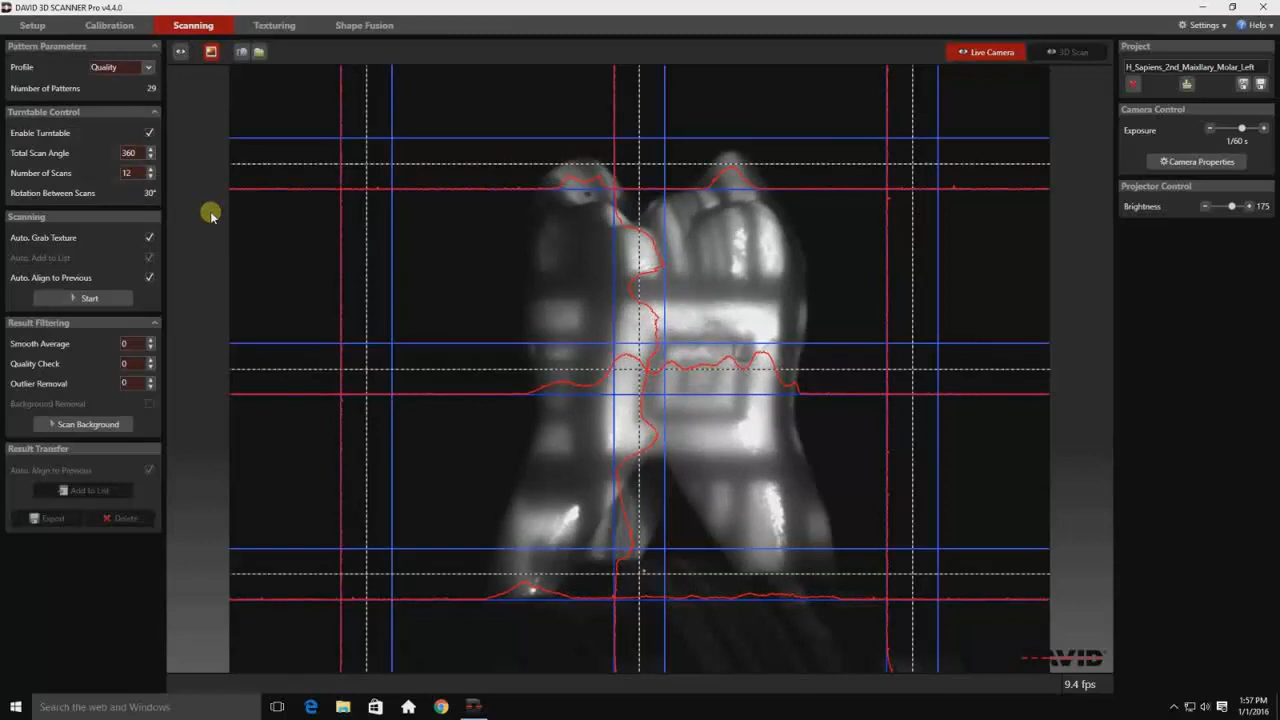 DAVID 3D SCANNER Pro v4.4.0
Setup Calibration Scanning Texturing Shape Fusion Settings Help
Pattern Parameters
Profile Quality
Number of Patterns 29
Turntable Control
Enable Turntable
Total Scan Angle 360
Number of Scans 12
Rotation Between Scans 30°
Scanning
Auto. Grab Texture
Auto. Add to List
Auto. Align to Previous
Start
Result Filtering
Smooth Average 0
Quality Check 0
Outlier Removal 0
Background Removal
Scan Background
Result Transfer
Auto. Align to Previous
Add to List
Export Delete
Live Camera 3D Scan
Project
H_Sapiens_2nd_Maixllary_Molar_Left
Camera Control
Exposure
1/60 s
Camera Properties
Projector Control
Brightness 175
DAVID
9.4 fps
Search the web and Windows
1:57 PM
1/1/2016